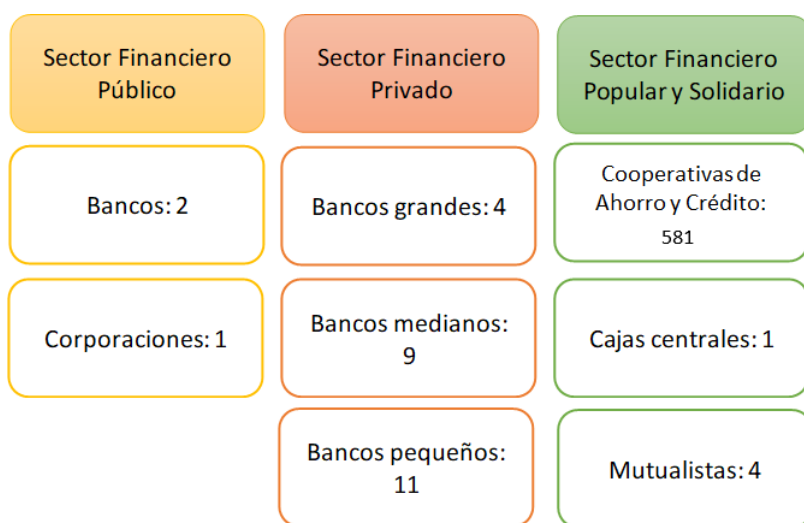 Sector Financiero
Público
Bancos: 2
Corporaciones: 1
Sector Financiero
Privado
Bancos grandes: 4
Bancos medianos:
9
Bancos pequeños:
11
Sector Financiero
Popular y Solidario
Cooperativas de
Ahorro y Crédito:
581
Cajas centrales: 1
Mutualistas: 4